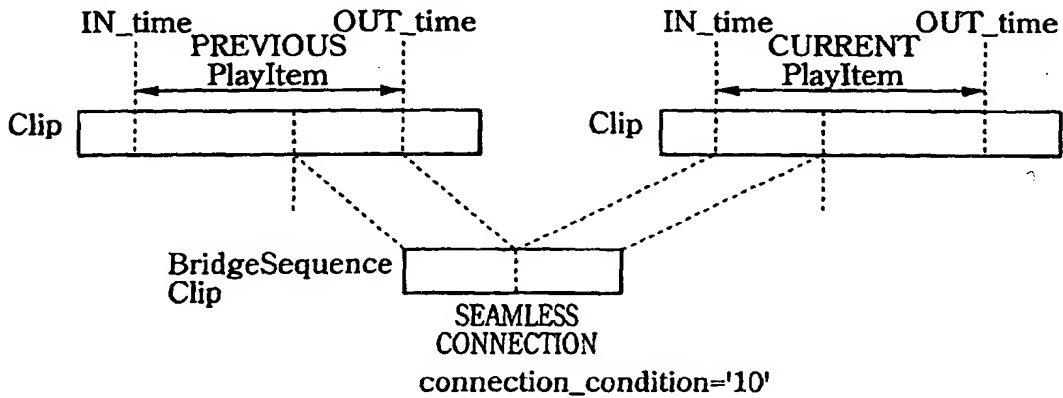 IN_time OUT_time IN_time OUT_time
PREVIOUS CURRENT
PlayItem PlayItem
Clip Clip
BridgeSequence
Clip
SEAMLESS
CONNECTION
connection_condition='10'